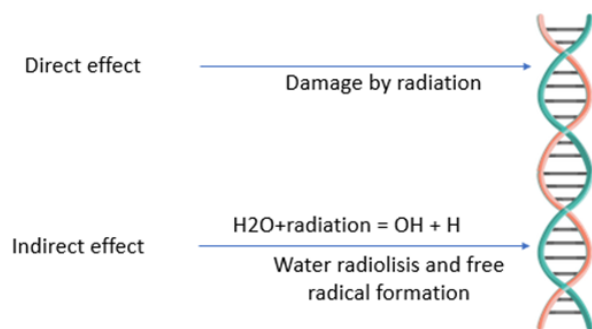 Direct effect
Damage by radiation
H2O+radiation = OH + H
Indirect effect
Water radiolisis and free
radical formation